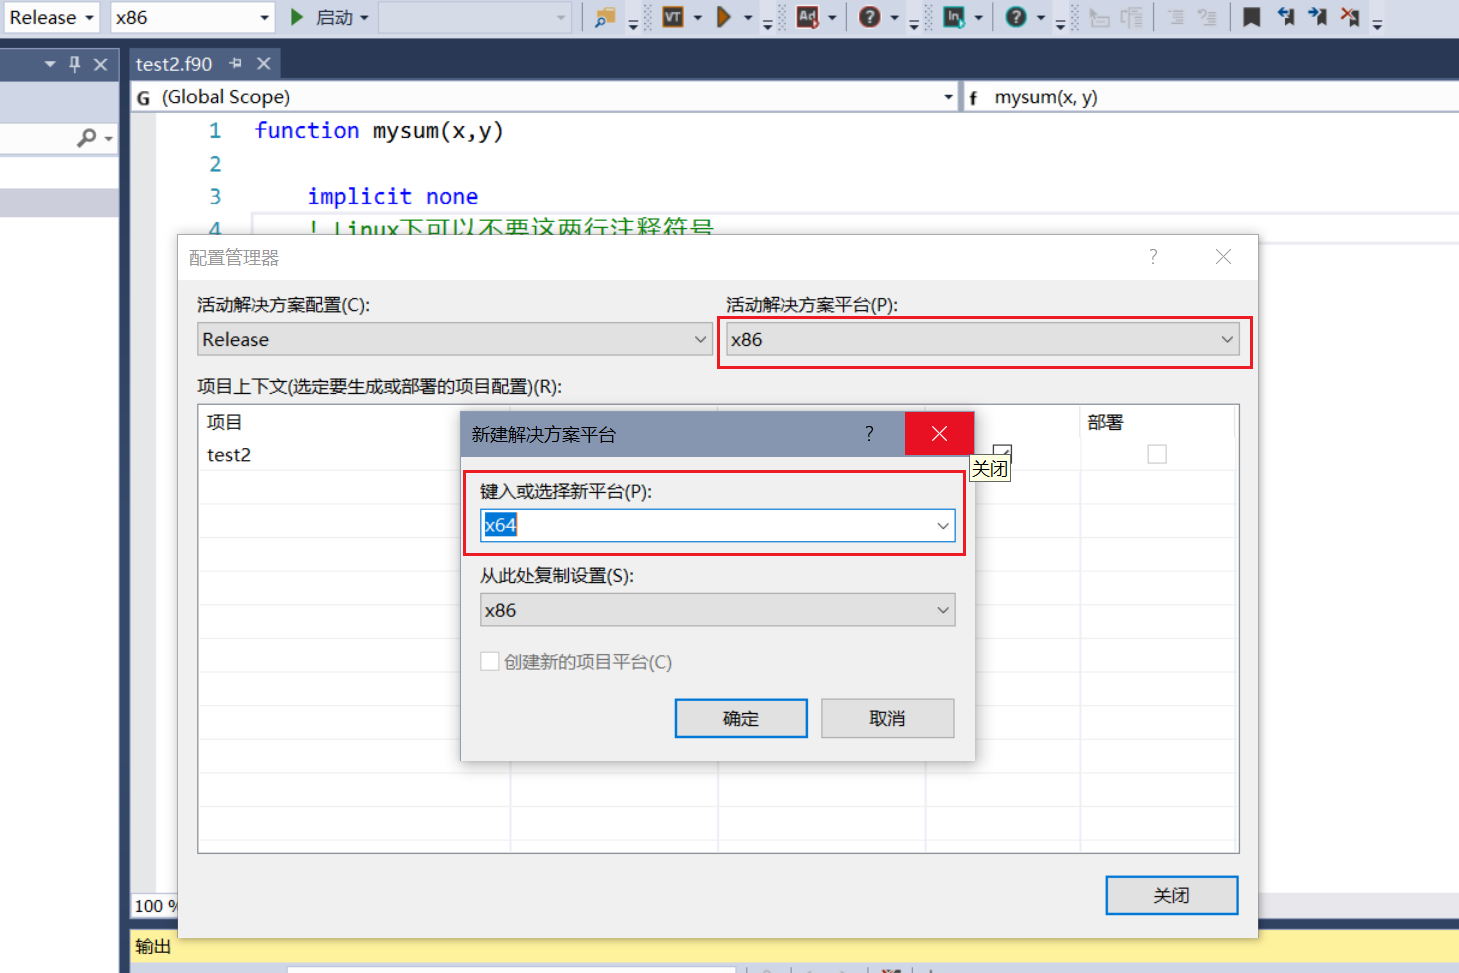 Release x86 启动 VT Ad In
test2.f90
G (Global Scope) f mysum(x, y)
1 function mysum(x,y)
2
3 implicit none
4 ! Linux下可以不要这两行注释符号
配置管理器
活动解决方案配置(C): 活动解决方案平台(P):
Release x86
项目上下文(选定要生成或部署的项目配置)(R):
项目 部署
test2
新建解决方案平台 ?
关闭
键入或选择新平台(P):
x64
从此处复制设置(S):
x86
创建新的项目平台(C)
确定 取消
关闭
100 %
输出